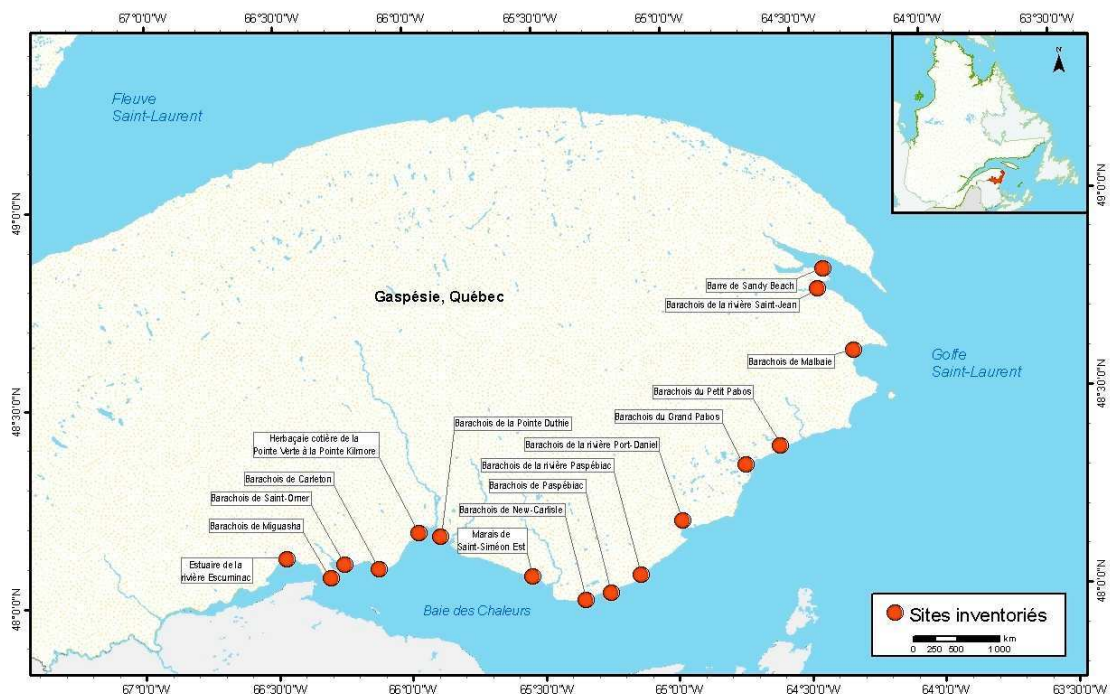 67°0'0"W
66°30'0"W
66°0'0"W
65°30'0"W
65°0'0"W
64°30'0"W
64°0'0"W
63°30'0"W
N
Fleuve
Saint-Laurent
49°0'0"N
49°0'0"N
Gaspésie, Québec
Barre de Sandy Beach
Barachois de la rivière Saint-Jean
Golfe
Saint-Laurent
Barachois de Malbaie
48°30'0"N
48°30'0"N
Barachois du Petit Pabos
Barachois du Grand Pabos
Barachois de la Pointe Duthie
Herbaçaie cotière de la
Pointe Verte à la Pointe Kilmore
Barachois de la rivière Port-Daniel
Barachois de la rivière Paspébiac
Barachois de Carleton
Barachois de Paspébiac
Barachois de Saint-Omer
Barachois de New-Carlisle
Barachois de Miguasha
Marais de
Saint-Siméon Est
Estuaire de la
rivière Escuminac
48°0'0"N
48°0'0"N
Baie des Chaleurs
Sites inventoriés
0 250 500 1000 km
67°0'0"W
66°30'0"W
66°0'0"W
65°30'0"W
65°0'0"W
64°30'0"W
64°0'0"W
63°30'0"W